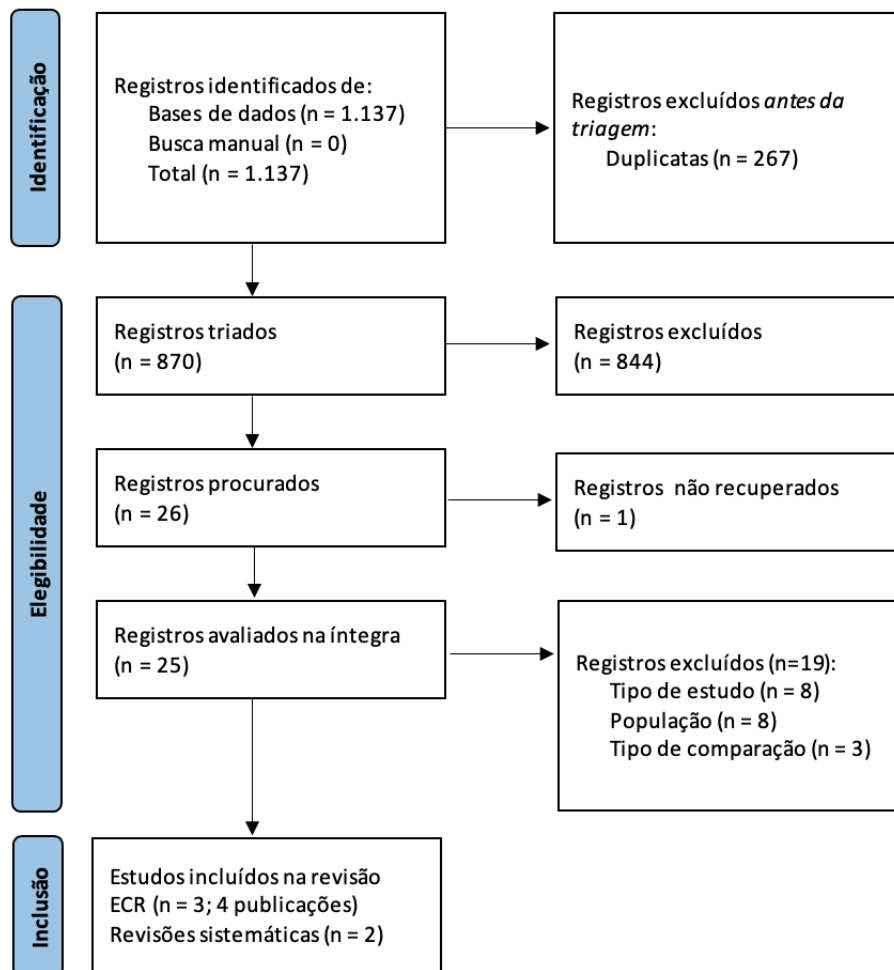 Identificação
Registros identificados de:
Bases de dados (n = 1.137)
Busca manual (n = 0)
Total (n = 1.137)
Registros excluídos antes da
triagem:
Duplicatas (n = 267)
Elegibilidade
Registros triados
(n = 870)
Registros excluídos
(n = 844)
Registros procurados
(n = 26)
Registros não recuperados
(n = 1)
Registros avaliados na íntegra
(n = 25)
Registros excluídos (n=19):
Tipo de estudo (n = 8)
População (n = 8)
Tipo de comparação (n = 3)
Inclusão
Estudos incluídos na revisão
ECR (n = 3; 4 publicações)
Revisões sistemáticas (n = 2)